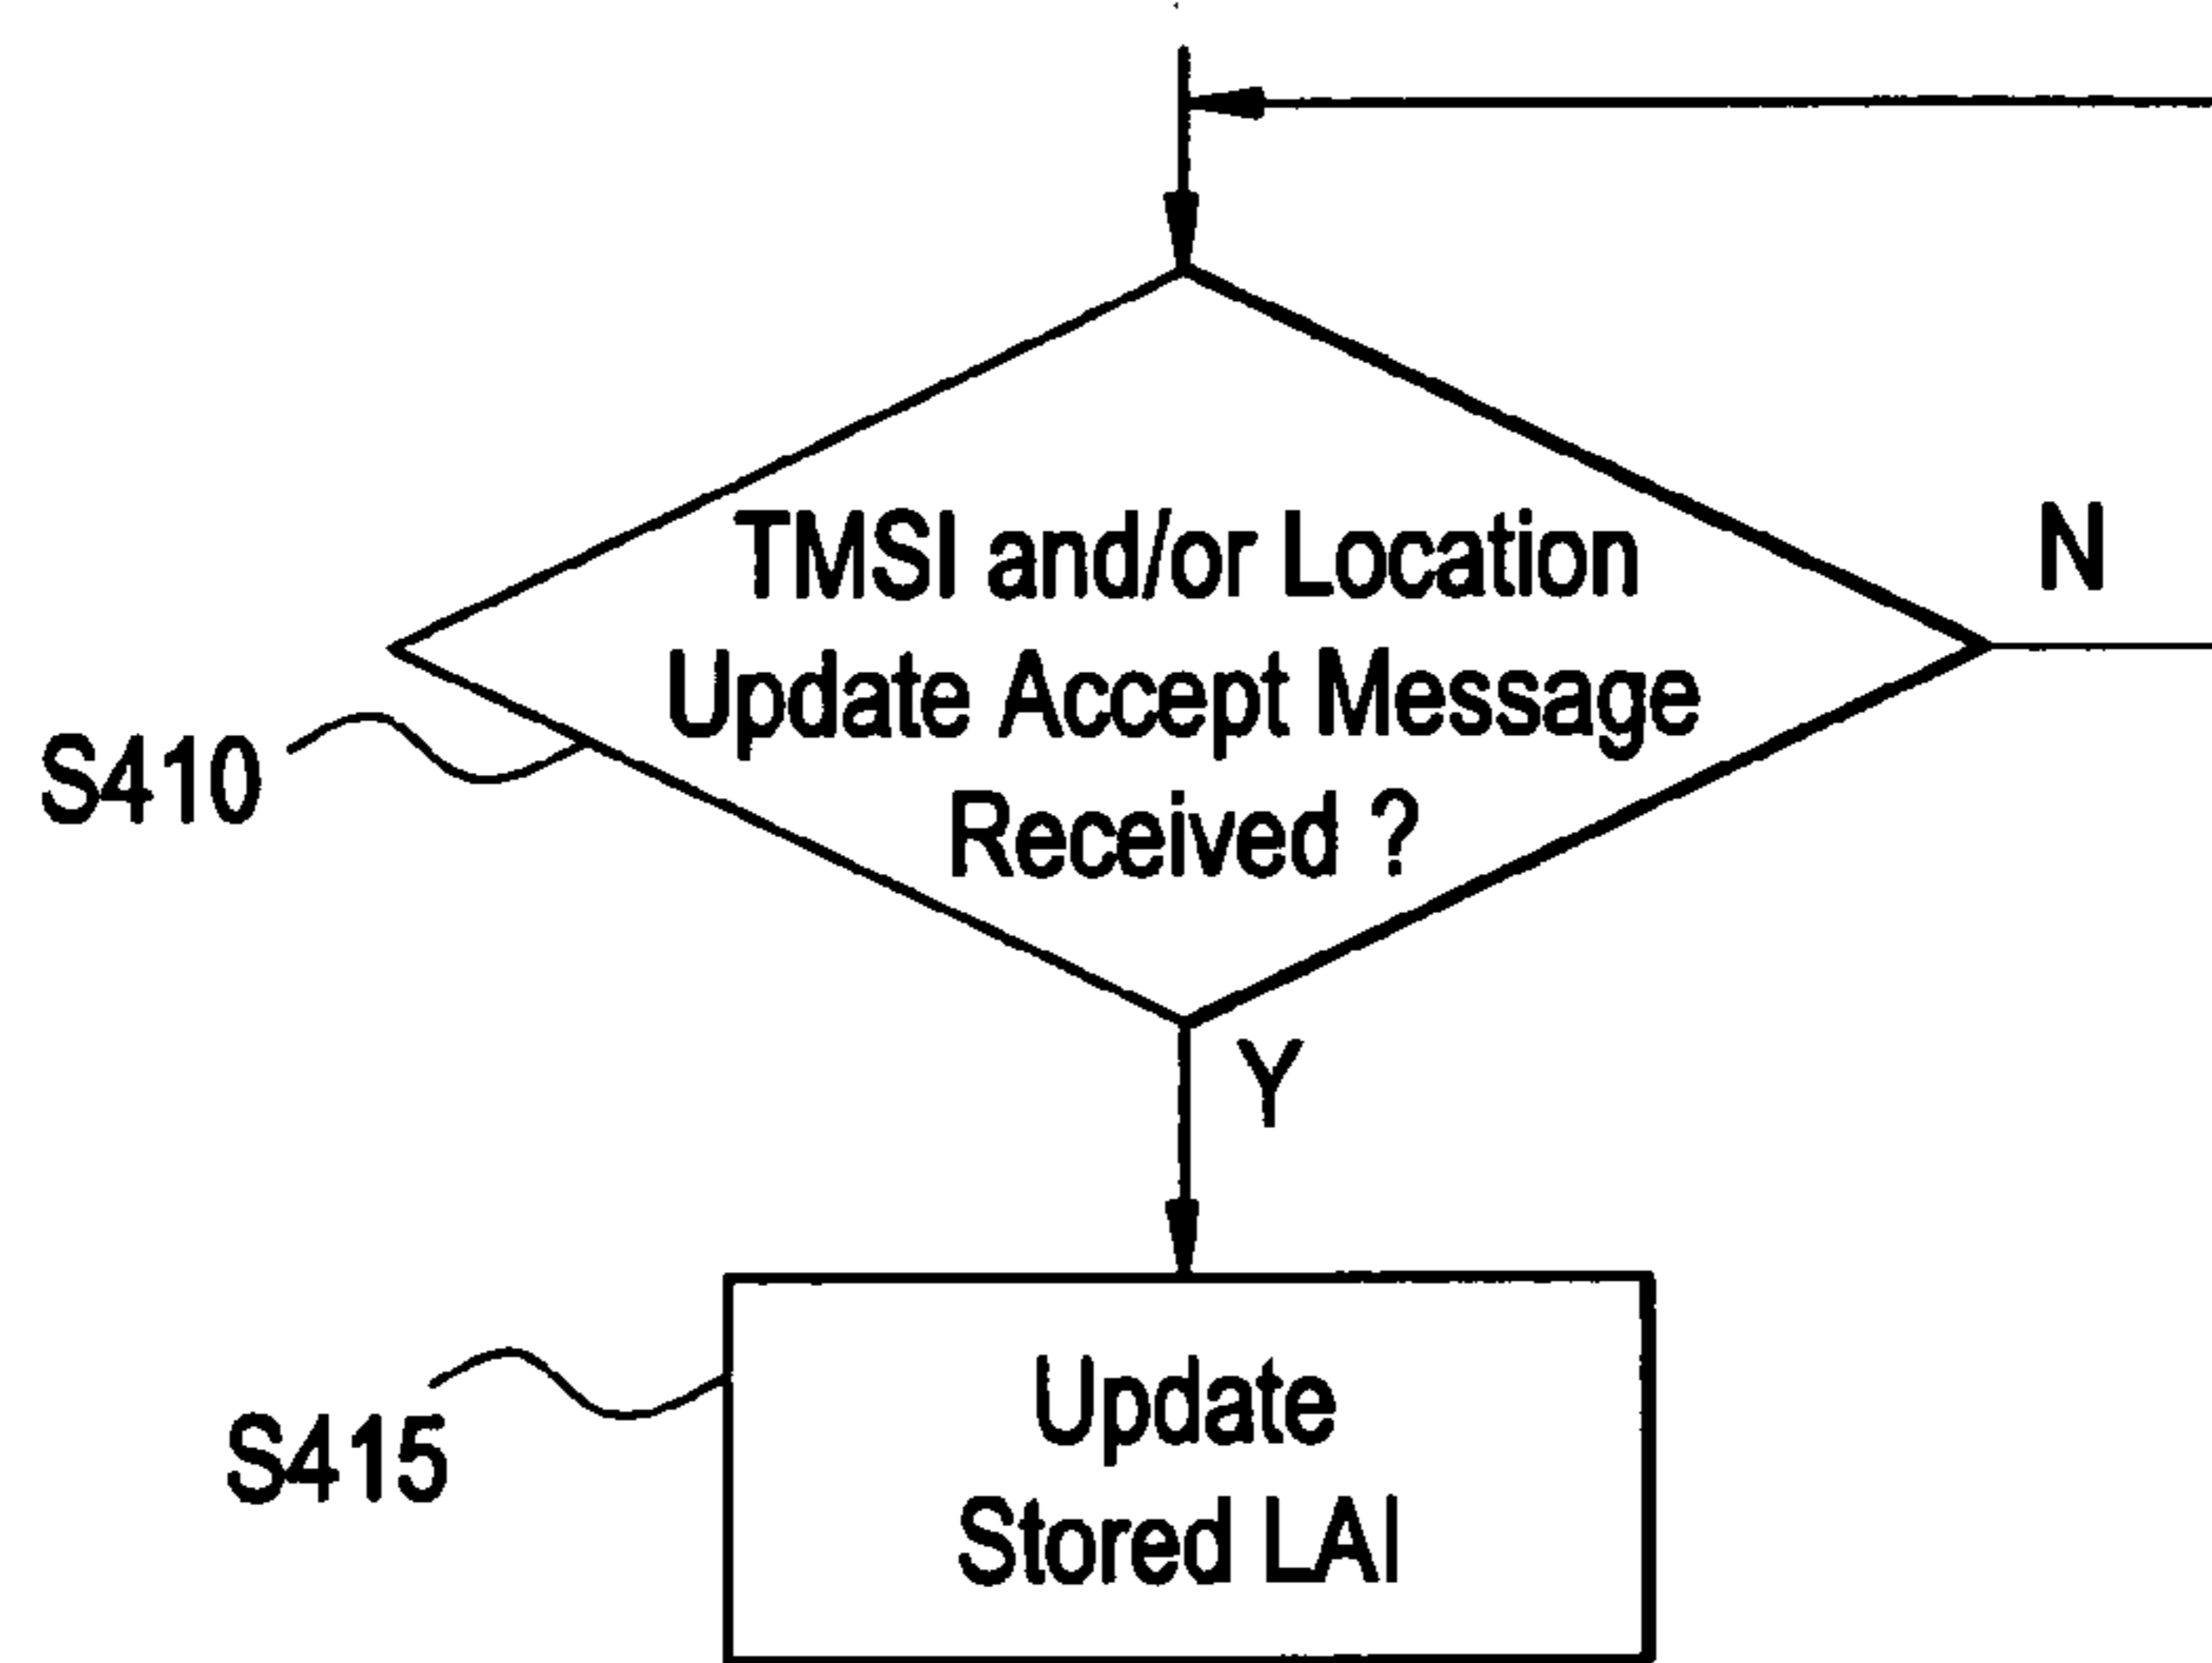 TMSI and/or Location
Update Accept Message
Received ?
N
S410
Y
Update
Stored LAI
S415